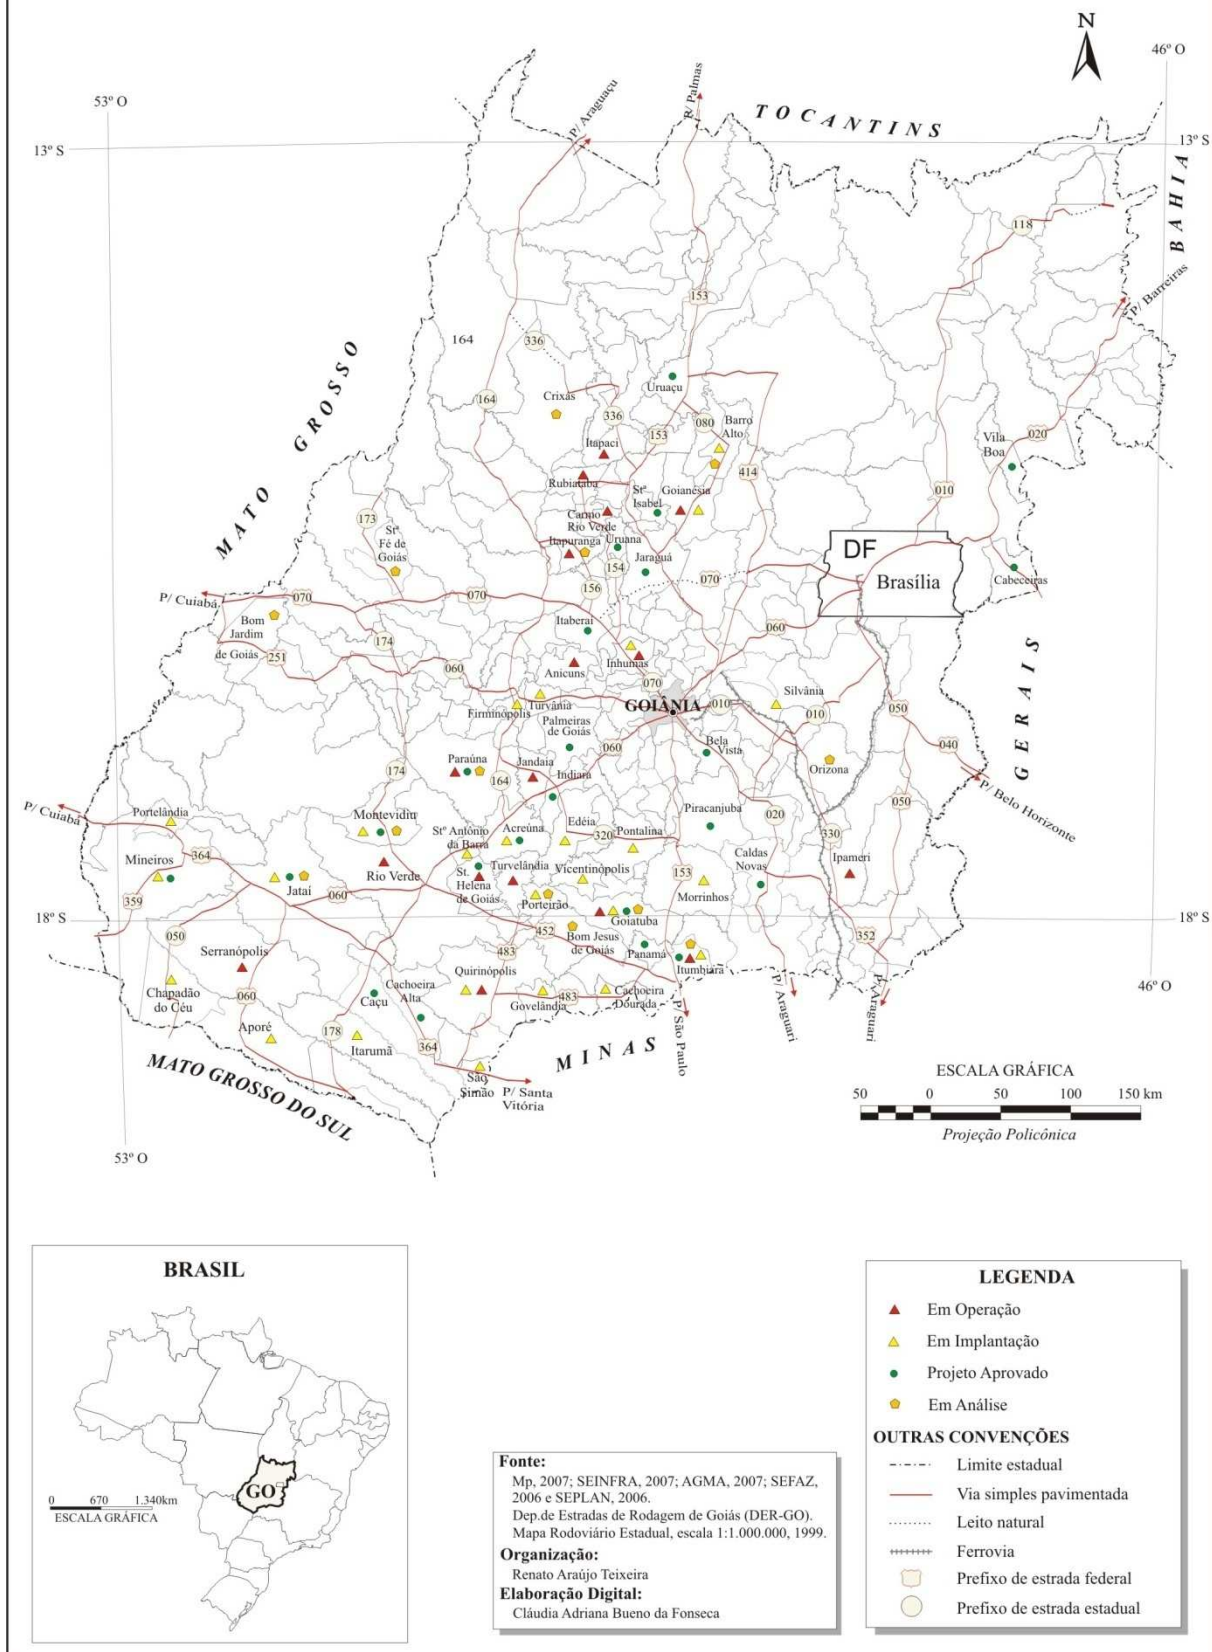 N
46º O
53º O
P/ Araguaçu
P/ Palmas
TOCANTINS
13º S
13º S
BAHIA
118
P/ Barreiras
153
164
336
MATO GROSSO
Uruaçu
Crixás
164
336
080
Barro
Alto
153
020
Vila
Boa
Itapaci
414
010
Rubiataba
Stª
Isabel
Goianésia
173
Stª
Fé de
Goiás
Carmo
Rio Verde
Itapuranga
Uruana
DF
Jaraguá
154
070
Brasília
Cabeceiras
156
P/ Cuiabá
070
070
Bom
Jardim
de Goiás
Itaberaí
060
174
251
060
Inhumas
Anicuns
070
Silvânia
GERAIS
Turvânia
Firminópolis
GOIÂNIA
010
010
050
Palmeiras
de Goiás
060
Bela
Vista
040
Paraúna
Jandaia
Orizona
174
164
Indiara
P/ Belo Horizonte
050
P/ Cuiabá
Portelândia
Montevidiu
Piracanjuba
020
Stº Antônio
da Barra
Acreúna
Edéia
320
Pontalina
330
364
Mineiros
Rio Verde
St.
Helena
de Goiás
Turvelândia
Vicentinópolis
153
Caldas
Novas
Ipameri
Jataí
060
359
Porteirão
Morrinhos
18º S
Goiatuba
18º S
050
452
Bom Jesus
de Goiás
352
Serranópolis
483
Panamá
Itumbiara
Quirinópolis
Chapadão
do Céu
060
Caçu
Cachoeira
Alta
Govelândia
483
Cachoeira
Dourada
46º O
P/ Araguari
P/ Araguari
P/ São Paulo
Aporé
178
Itarumã
364
MINAS
MATO GROSSO DO SUL
São
Simão
P/ Santa
Vitória
ESCALA GRÁFICA
50 0 50 100 150 km
Projeção Policônica
53º O
BRASIL
GO
0 670 1.340km
ESCALA GRÁFICA
Fonte:
Mp, 2007; SEINFRA, 2007; AGMA, 2007; SEFAZ,
2006 e SEPLAN, 2006.
Dep.de Estradas de Rodagem de Goiás (DER-GO).
Mapa Rodoviário Estadual, escala 1:1.000.000, 1999.
Organização:
Renato Araújo Teixeira
Elaboração Digital:
Cláudia Adriana Bueno da Fonseca
LEGENDA
Em Operação
Em Implantação
Projeto Aprovado
Em Análise
OUTRAS CONVENÇÕES
Limite estadual
Via simples pavimentada
Leito natural
Ferrovia
Prefixo de estrada federal
Prefixo de estrada estadual